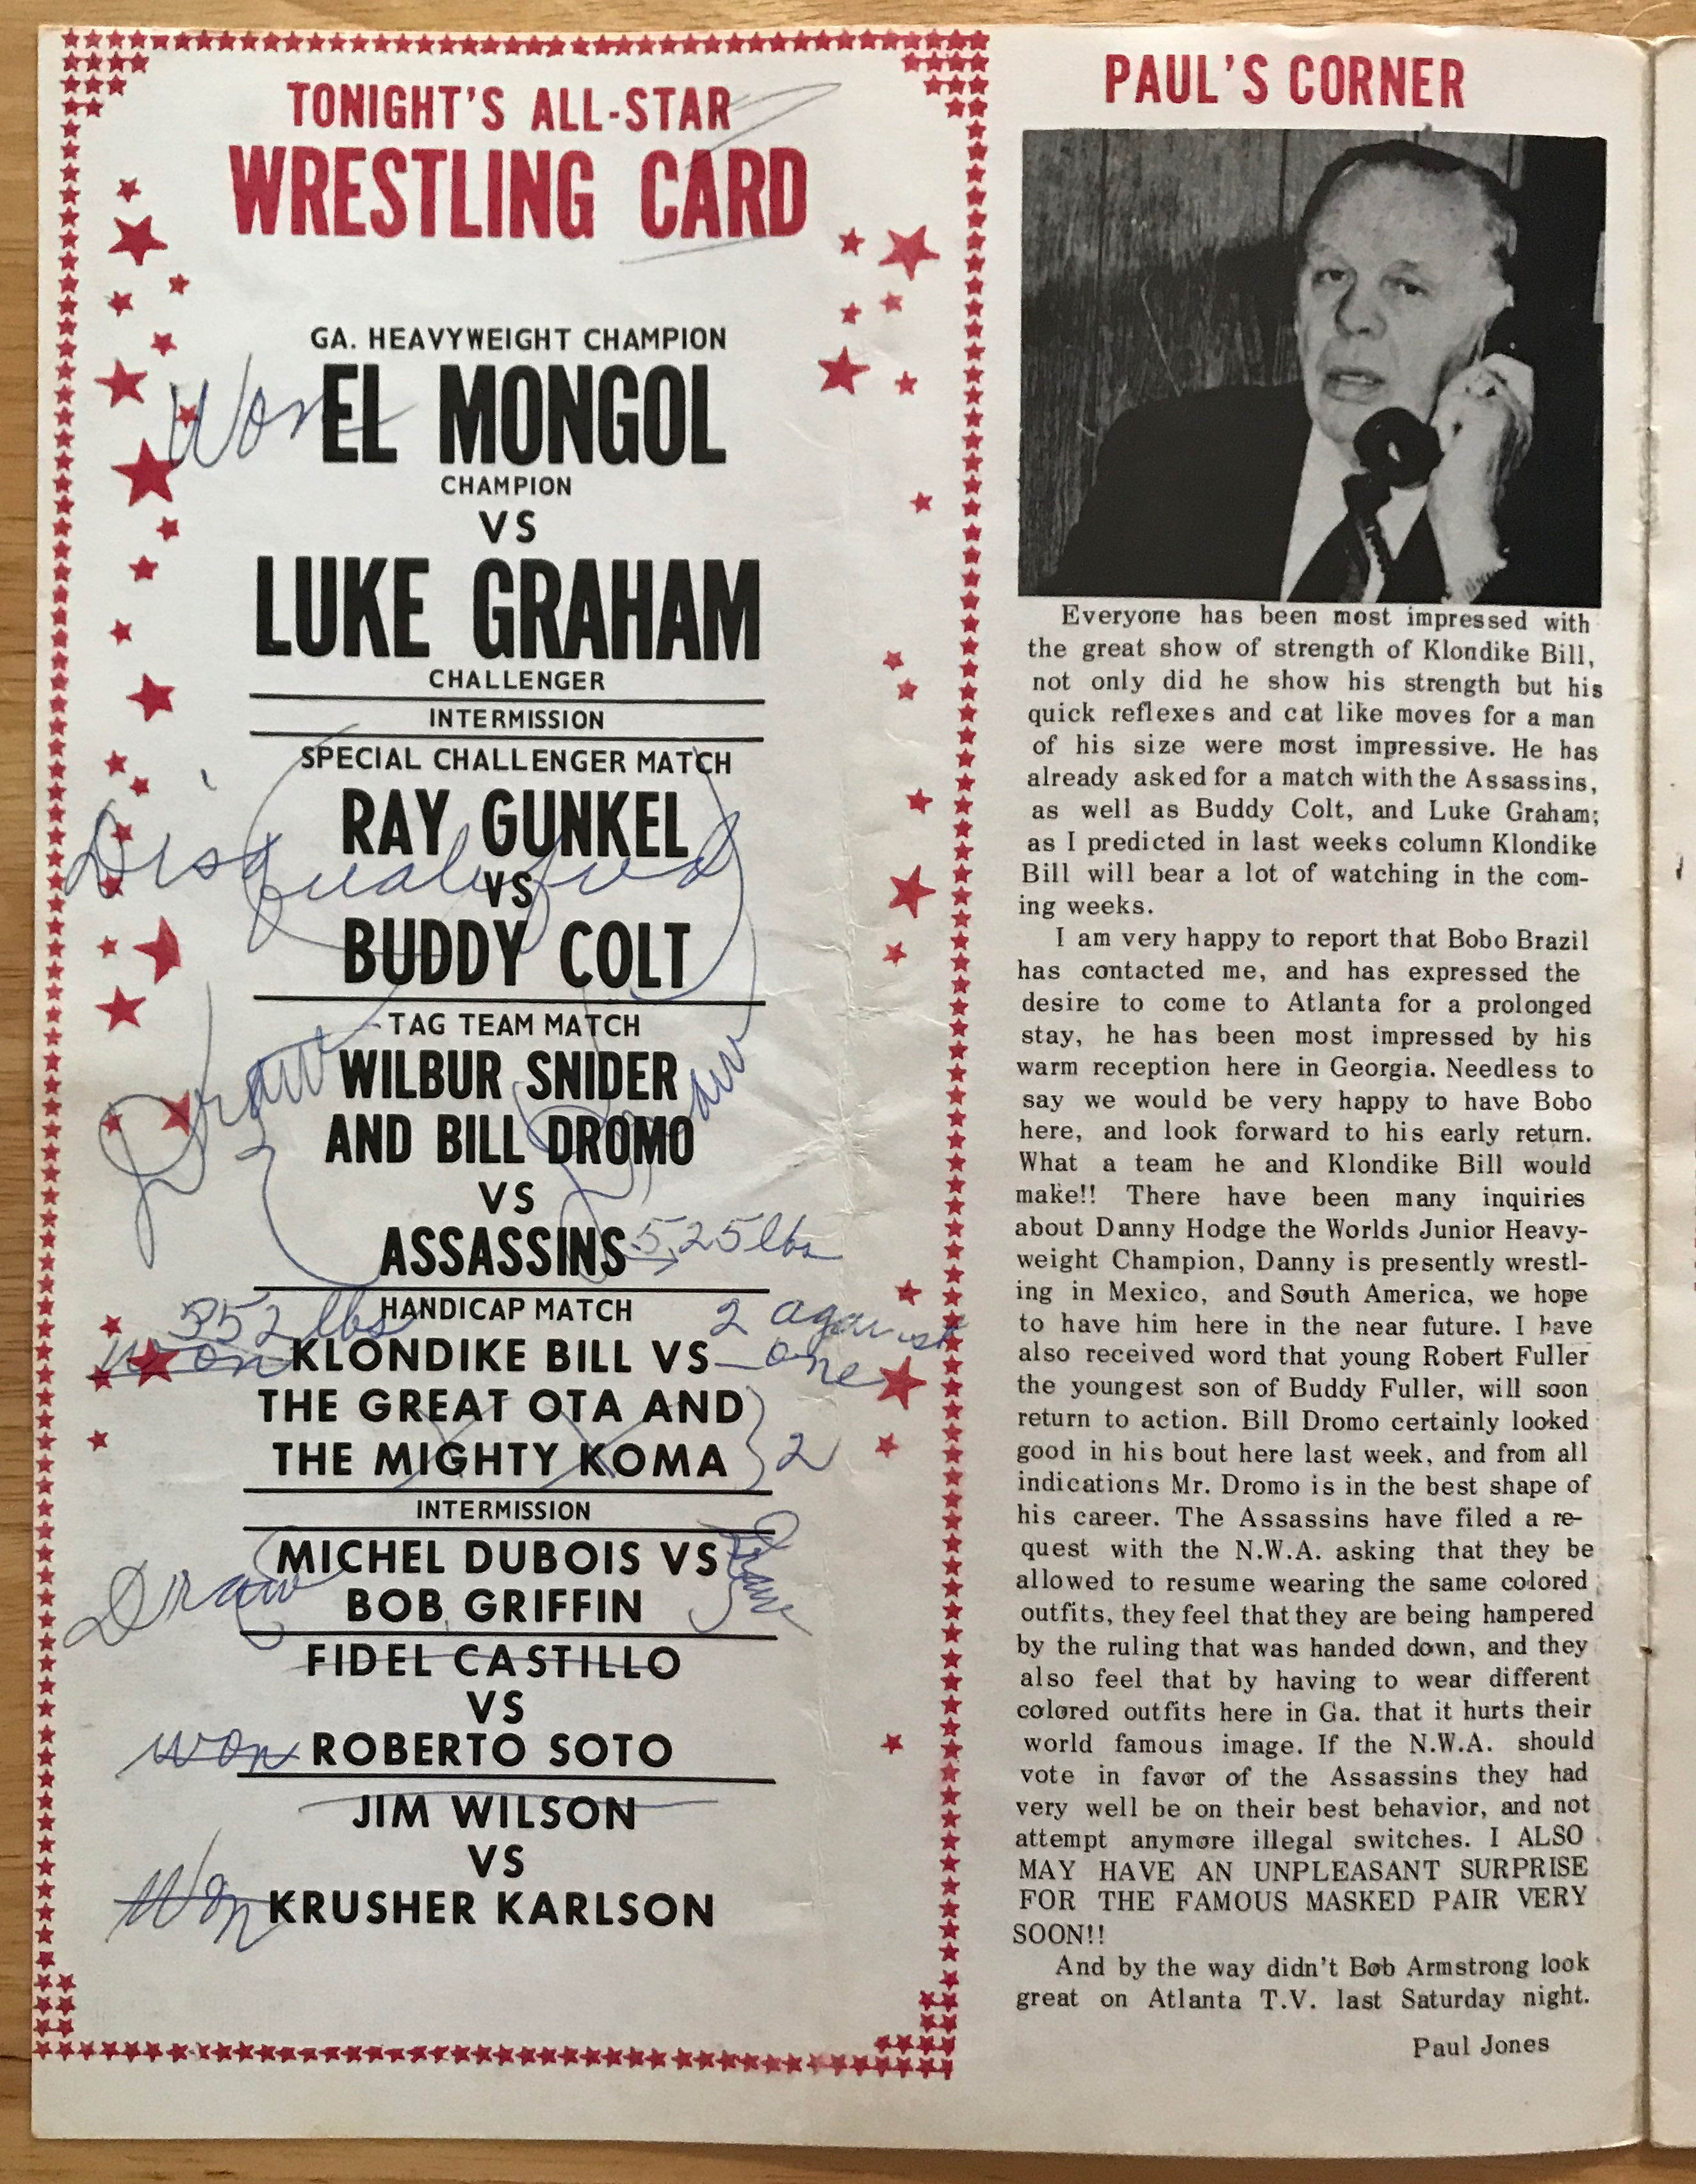 TONIGHT'S ALL-STAR
WRESTLING CARD
GA. HEAVYWEIGHT CHAMPION
Won EL MONGOL
CHAMPION
VS
LUKE GRAHAM
CHALLENGER
INTERMISSION
SPECIAL CHALLENGER MATCH
RAY GUNKEL
Disqualified
VS
BUDDY COLT
TAG TEAM MATCH
Draw WILBUR SNIDER Draw
AND BILL DROMO
VS
ASSASSINS 525 lbs
352 lbs HANDICAP MATCH 2 against
won KLONDIKE BILL VS one
THE GREAT OTA AND
THE MIGHTY KOMA 2
INTERMISSION
MICHEL DUBOIS VS Draw
Draw BOB GRIFFIN
FIDEL CASTILLO
VS
won ROBERTO SOTO
JIM WILSON
VS
Won KRUSHER KARLSON
PAUL'S CORNER
Everyone has been most impressed with
the great show of strength of Klondike Bill,
not only did he show his strength but his
quick reflexes and cat like moves for a man
of his size were most impressive. He has
already asked for a match with the Assassins,
as well as Buddy Colt, and Luke Graham;
as I predicted in last weeks column Klondike
Bill will bear a lot of watching in the com-
ing weeks.
I am very happy to report that Bobo Brazil
has contacted me, and has expressed the
desire to come to Atlanta for a prolonged
stay, he has been most impressed by his
warm reception here in Georgia. Needless to
say we would be very happy to have Bobo
here, and look forward to his early return.
What a team he and Klondike Bill would
make!! There have been many inquiries
about Danny Hodge the Worlds Junior Heavy-
weight Champion, Danny is presently wrestl-
ing in Mexico, and South America, we hope
to have him here in the near future. I have
also received word that young Robert Fuller
the youngest son of Buddy Fuller, will soon
return to action. Bill Dromo certainly looked
good in his bout here last week, and from all
indications Mr. Dromo is in the best shape of
his career. The Assassins have filed a re-
quest with the N.W.A. asking that they be
allowed to resume wearing the same colored
outfits, they feel that they are being hampered
by the ruling that was handed down, and they
also feel that by having to wear different
colored outfits here in Ga. that it hurts their
world famous image. If the N.W.A. should
vote in favor of the Assassins they had
very well be on their best behavior, and not
attempt anymore illegal switches. I ALSO
MAY HAVE AN UNPLEASANT SURPRISE
FOR THE FAMOUS MASKED PAIR VERY
SOON!!
And by the way didn't Bob Armstrong look
great on Atlanta T.V. last Saturday night.
Paul Jones